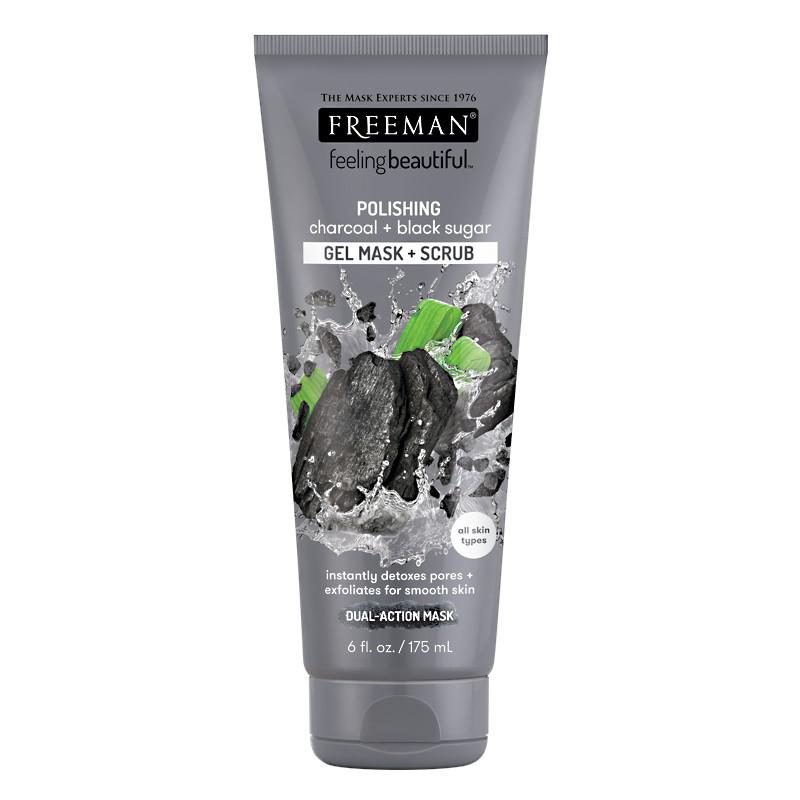 THE MASK EXPERTS SINCE 1976
FREEMAN®
feelingbeautiful™
POLISHING
charcoal + black sugar
GEL MASK + SCRUB
all skin
types
instantly detoxes pores +
exfoliates for smooth skin
DUAL-ACTION MASK
6 fl. oz. / 175 mL